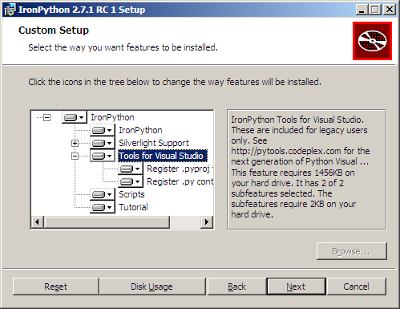 IronPython 2.7.1 RC 1 Setup
Custom Setup
Select the way you want features to be installed.
Click the icons in the tree below to change the way features will be installed.
IronPython
IronPython
Silverlight Support
Tools for Visual Studio
Register .pyproj
Register .py cont
Scripts
Tutorial
IronPython Tools for Visual Studio.
These are included for legacy users
only. See
http://pytools.codeplex.com for the
next generation of Python Visual ...
This feature requires 1456KB on
your hard drive. It has 2 of 2
subfeatures selected. The
subfeatures require 2KB on your
hard drive.
Browse...
Reset
Disk Usage
Back
Next
Cancel